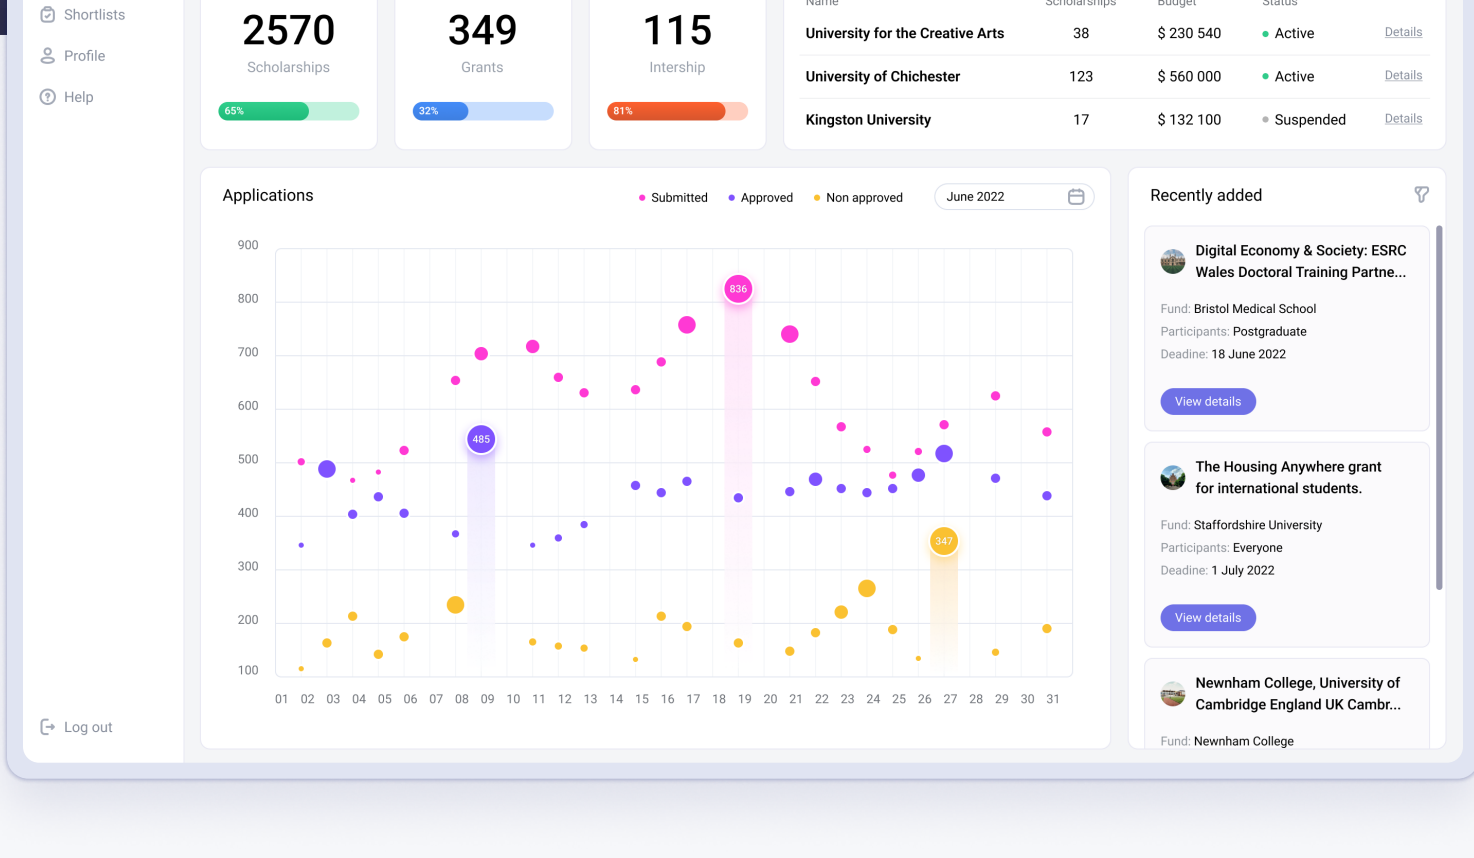 Shortlists
Profile
Help
Log out
2570
Scholarships
65%
349
Grants
32%
115
Intership
81%
Name Scholarships Budget Status
University for the Creative Arts 38 $ 230 540 Active Details
University of Chichester 123 $ 560 000 Active Details
Kingston University 17 $ 132 100 Suspended Details
Applications
Submitted Approved Non approved
June 2022
900
800
700
600
500
400
300
200
100
836
485
347
01 02 03 04 05 06 07 08 09 10 11 12 13 14 15 16 17 18 19 20 21 22 23 24 25 26 27 28 29 30 31
Recently added
Digital Economy & Society: ESRC
Wales Doctoral Training Partne...
Fund: Bristol Medical School
Participants: Postgraduate
Deadine: 18 June 2022
View details
The Housing Anywhere grant
for international students.
Fund: Staffordshire University
Participants: Everyone
Deadine: 1 July 2022
View details
Newnham College, University of
Cambridge England UK Cambr...
Fund: Newnham College